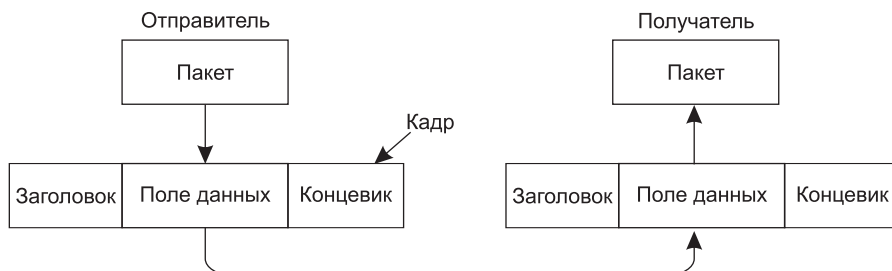 Отправитель
Получатель
Пакет
Пакет
Кадр
Заголовок
Поле данных
Концевик
Заголовок
Поле данных
Концевик